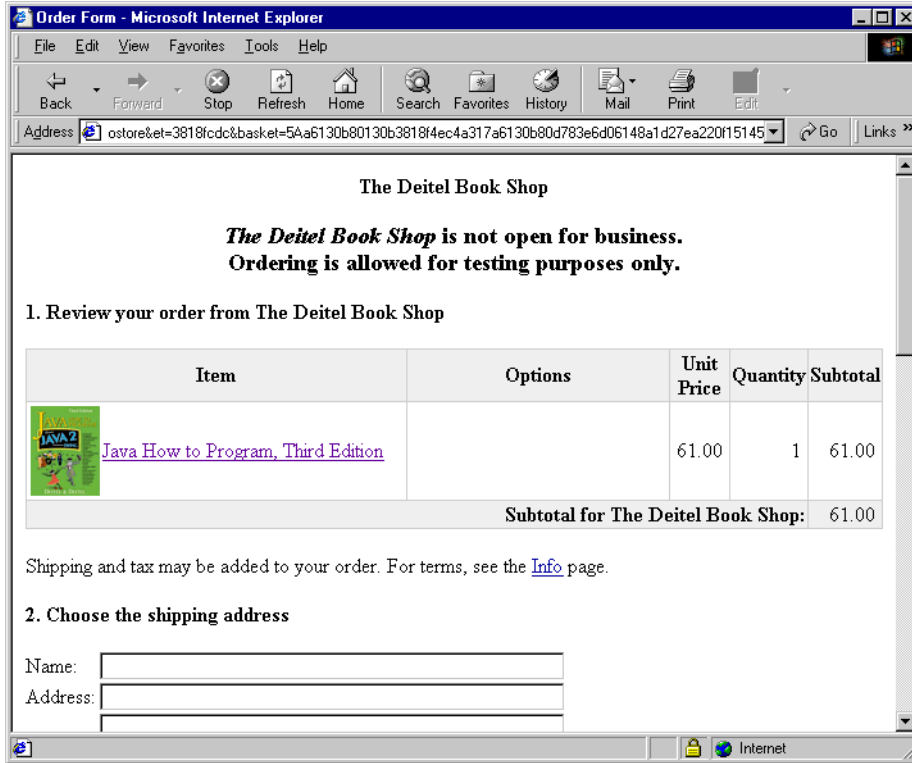 Order Form - Microsoft Internet Explorer
File Edit View Favorites Tools Help
Back Forward Stop Refresh Home Search Favorites History Mail Print Edit
Address ostore&et=3818fcdc&basket=5Aa6130b80130b3818f4ec4a317a6130b80d783e6d06148a1d27ea220f15145 Go Links »
The Deitel Book Shop
The Deitel Book Shop is not open for business.
Ordering is allowed for testing purposes only.
1. Review your order from The Deitel Book Shop
Item Options Unit Price Quantity Subtotal
JAVA
JAVA 2
Java How to Program, Third Edition 61.00 1 61.00
Subtotal for The Deitel Book Shop: 61.00
Shipping and tax may be added to your order. For terms, see the Info page.
2. Choose the shipping address
Name:
Address:
Internet